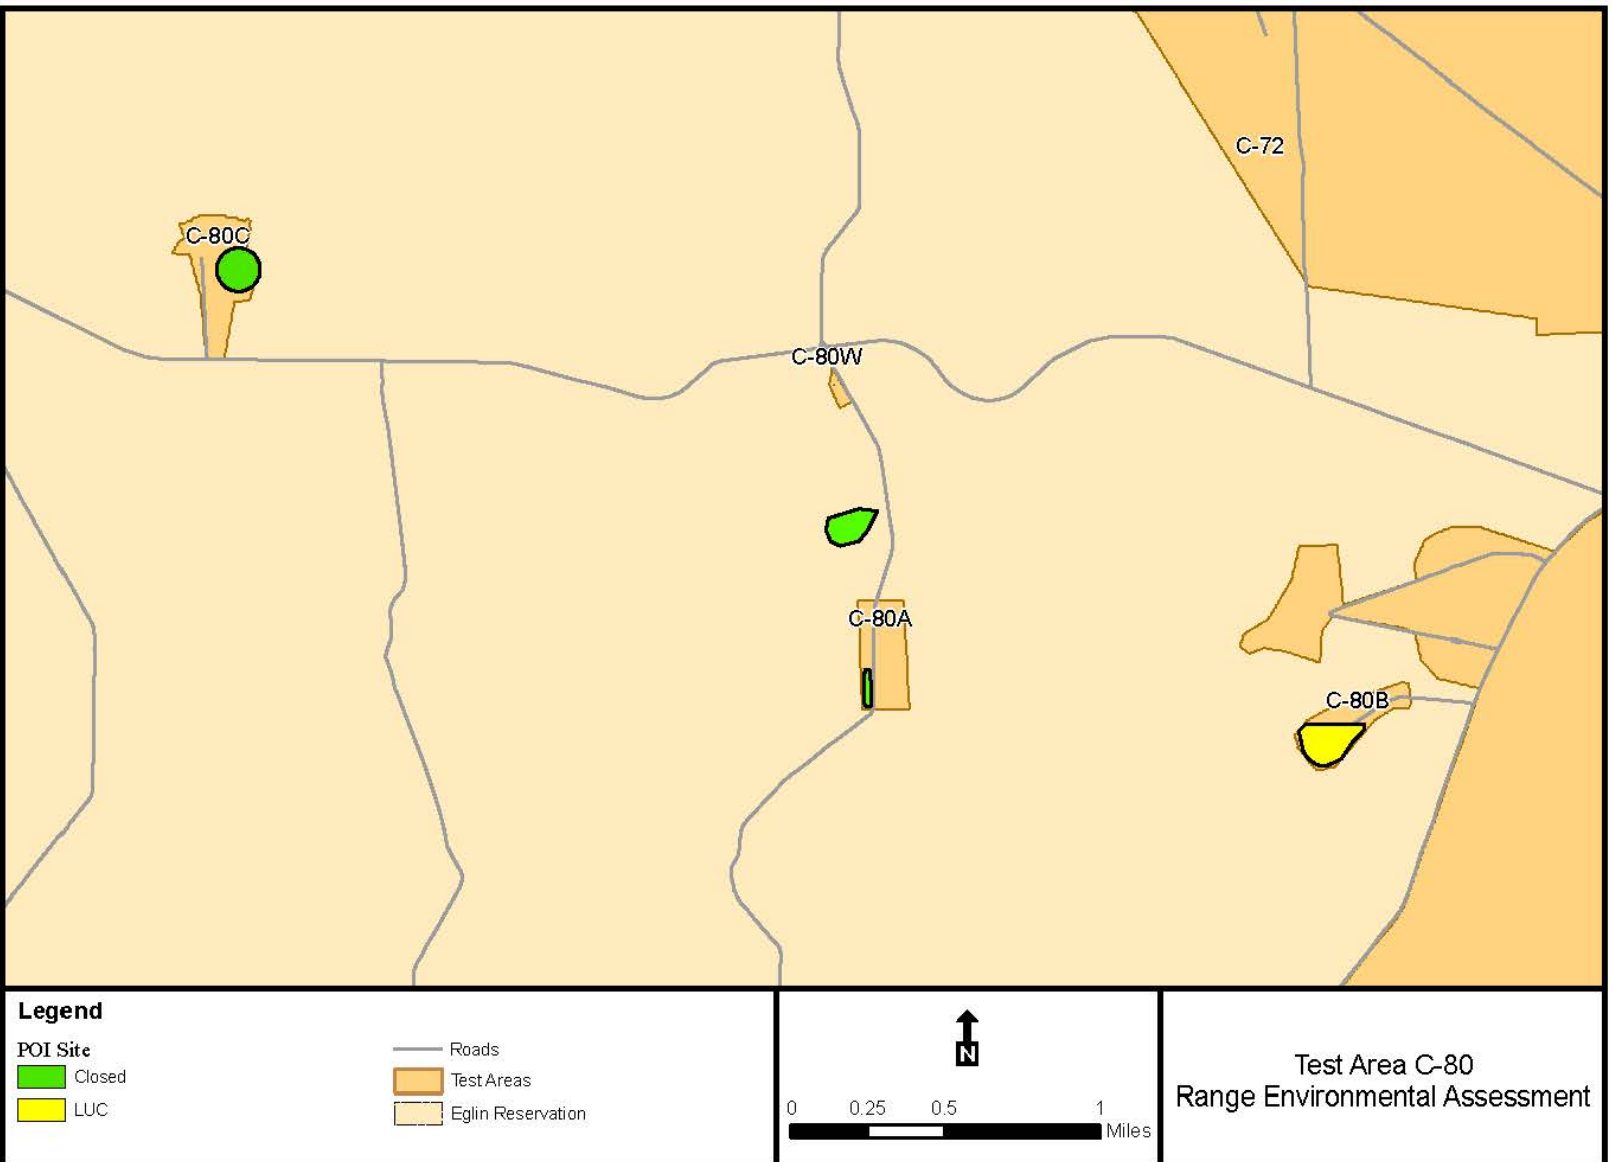 C-72
C-80C
C-80W
C-80A
C-80B
Legend
POI Site
Closed
LUC
Roads
Test Areas
Eglin Reservation
N
0 0.25 0.5 1
Miles
Test Area C-80
Range Environmental Assessment